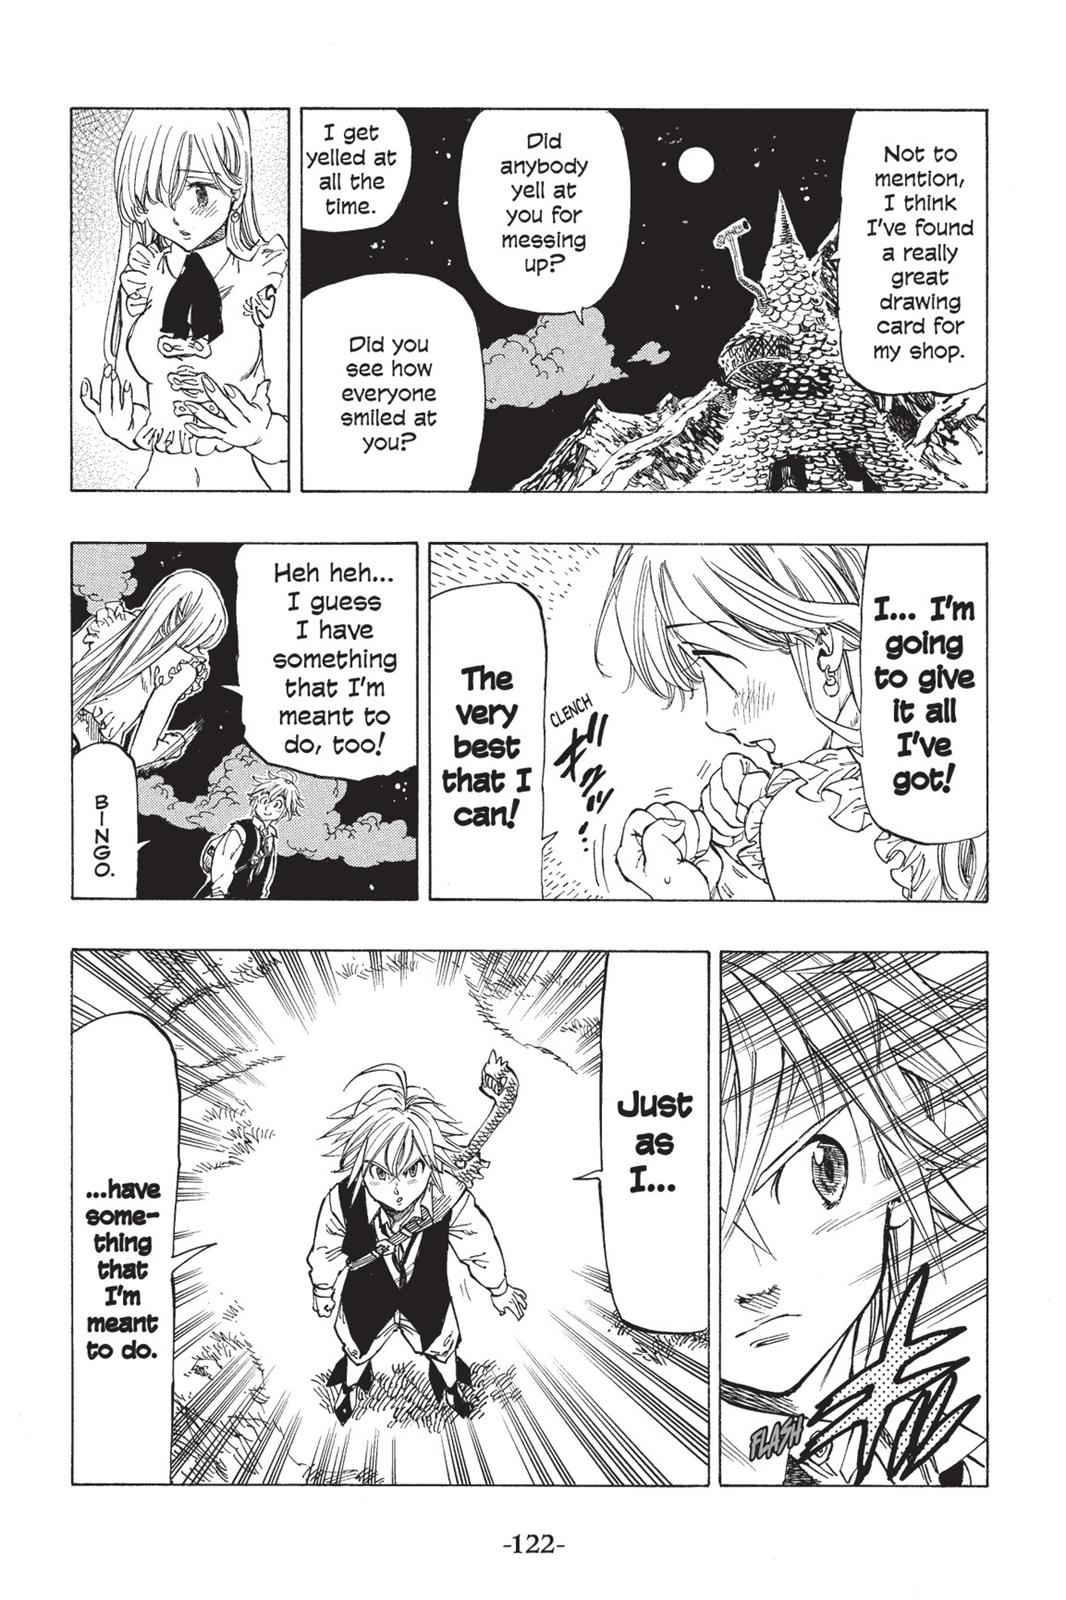 Not to
mention,
I think
I've found
a really
great
drawing
card for
my shop.
Did
anybody
yell at
you for
messing
up?
I get
yelled at
all the
time.
Did you
see how
everyone
smiled at
you?
I... I'm
going
to give
it all
I've
got!
CLENCH
The
very
best
that I
can!
Heh heh...
I guess
I have
something
that I'm
meant to
do, too!
BINGO.
FLASH
Just
as
I...
...have
some-
thing
that
I'm
meant
to do.
-122-